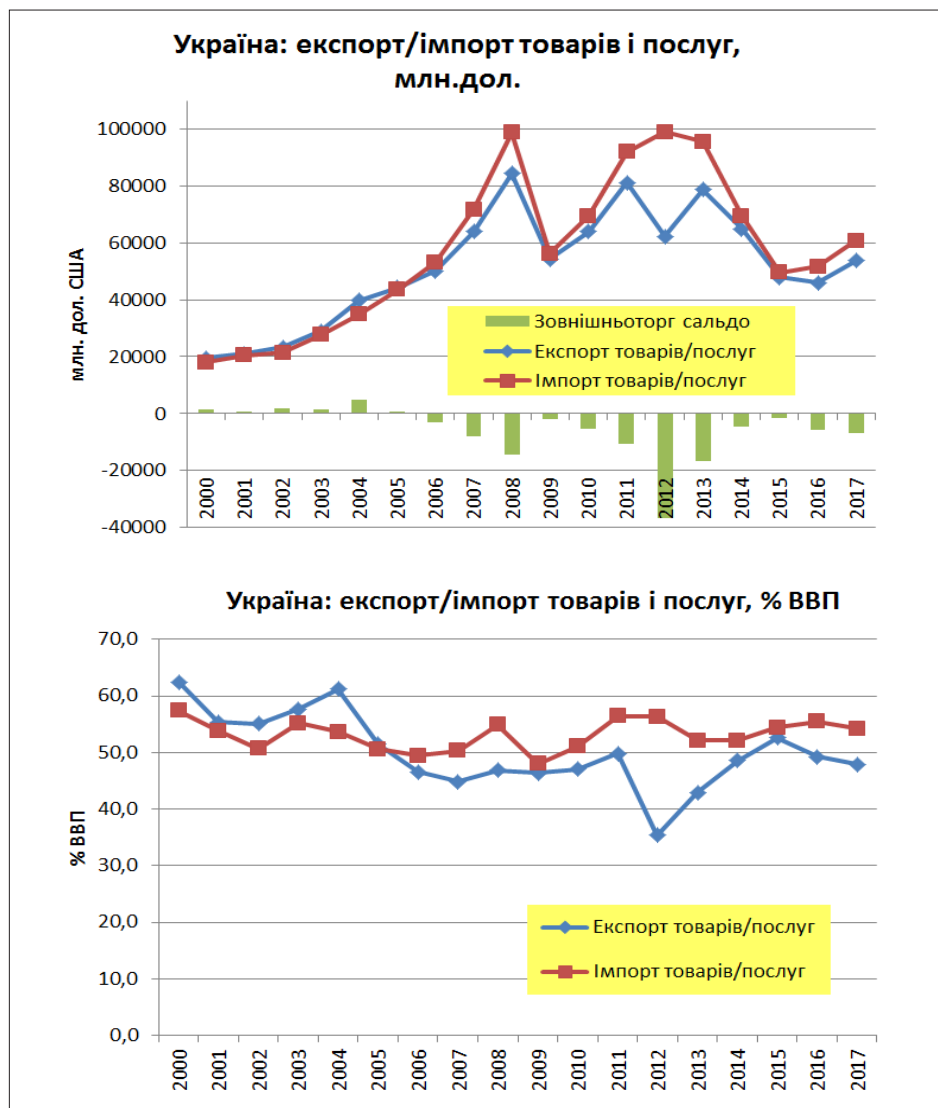 Україна: експорт/імпорт товарів і послуг,
млн.дол.
млн. дол. США
100000
80000
60000
40000
20000
0
-20000
-40000
Зовнішньоторг сальдо
Експорт товарів/послуг
Імпорт товарів/послуг
2000 2001 2002 2003 2004 2005 2006 2007 2008 2009 2010 2011 2012 2013 2014 2015 2016 2017
Україна: експорт/імпорт товарів і послуг, % ВВП
% ВВП
70,0
60,0
50,0
40,0
30,0
20,0
10,0
0,0
Експорт товарів/послуг
Імпорт товарів/послуг
2000 2001 2002 2003 2004 2005 2006 2007 2008 2009 2010 2011 2012 2013 2014 2015 2016 2017